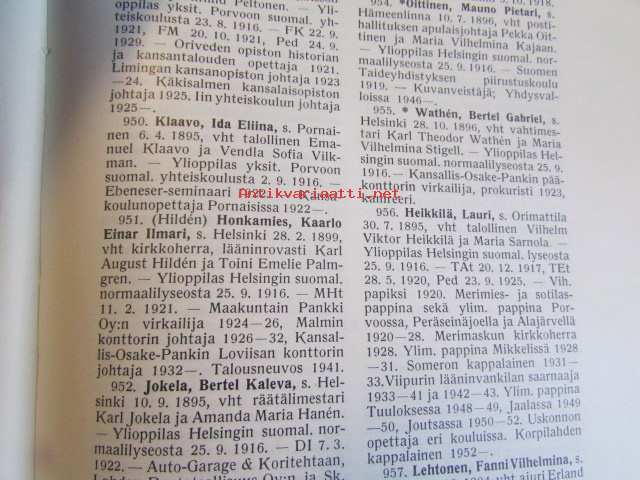 Peltonen. — Yli-
oppilas yksit. Porvoon suomal. yh-
teiskoulun 23. 8. 1916. — FK 22. 9.
1921, FM 20. 10. 1921, Ped 24. 9.
1929. — Oriveden opiston historian
ja kansantalouden opettaja 1921.
Limingan kansanopiston johtaja 1923
—24. Käkisalmen kansalaisopiston
johtaja 1925. Iin yhteiskoulun johtaja
1925—.
950. Klaavo, Ida Eliina, s. Pornai-
nen 6. 4. 1895, vht talollinen Ema-
nuel Klaavo ja Vendla Sofia Vilk-
man. — Ylioppilas yksit. Porvoon
suomal. yhteiskoulusta 2. 9. 1916. —
Ebeneser-seminaari 1922. — Kansa-
koulunopettaja Pornaisissa 1922—.
951. (Hildén) Honkamies, Kaarlo
Einar Ilmari, s. Helsinki 28. 2. 1899,
vht kirkkoherra, lääninrovasti Karl
August Hildén ja Toini Emelie Palm-
gren. — Ylioppilas Helsingin suomal.
normaalilyseosta 25. 9. 1916. — MHt
11. 2. 1921. — Maakuntain Pankki
Oy:n virkailija 1924—26, Malmin
konttorin johtaja 1926—32, Kansal-
lis-Osake-Pankin Loviisan konttorin
johtaja 1932—. Talousneuvos 1941.
952. Jokela, Bertel Kaleva, s. Hel-
sinki 10. 9. 1895, vht räätälimestari
Karl Jokela ja Amanda Maria Hanén.
— Ylioppilas Helsingin suomal. nor-
maalilyseosta 25. 9. 1916. — DI 7. 3.
1922. — Auto-Garage & Koritehtaan,
954. *Oittinen, Mauno Pietari, s.
Hämeenlinna 10. 7. 1896, vht posti-
hallituksen apulaisjohtaja Pekka Oit-
tinen ja Maria Vilhelmina Kajaan.
— Ylioppilas Helsingin suomal. nor-
maalilyseosta 25. 9. 1916. — Suomen
Taideyhdistyksen piirustuskoulu
1919. — Kuvanveistäjä; Yhdysval-
loissa 1946—.
955. * Wathén, Bertel Gabriel, s.
Helsinki 28. 10. 1896, vht vahtimes-
tari Karl Theodor Wathén ja Maria
Vilhelmina Stigell. — Ylioppilas Hel-
singin suomal. normaalilyseosta 25. 9.
1916. — Kansallis-Osake-Pankin pää-
konttorin virkailija, prokuristi 1923,
kamreeri.
956. Heikkilä, Lauri, s. Orimattila
30. 7. 1895, vht talollinen Vilhelm
Viktor Heikkilä ja Maria Sarnola. —
Ylioppilas Helsingin suomal. lyseosta
25. 9. 1916. — TAt 20. 12. 1917, TEt
28. 5. 1920, Ped 23. 9. 1925. — Vih.
papiksi 1920. Merimies- ja sotilas-
pappina sekä ylim. pappina Por-
voossa, Peräseinäjoella ja Alajärvellä
1920—28. Merimaskun kirkkoherra
1928. Ylim. pappina Mikkelissä 1928
—31. Someron kappalainen 1931—
33. Viipurin lääninvankilan saarnaaja
1933—41 ja 1942—43. Ylim. pappina
Tuuloksessa 1948—49, Jaalassa 1949
—50, Joutsassa 1950—52. Uskonnon
opettaja eri kouluissa. Korpilahden
kappalainen 1952—.
957. Lehtonen, Fanni Vilhelmina, s.
Antikvariaatti.net